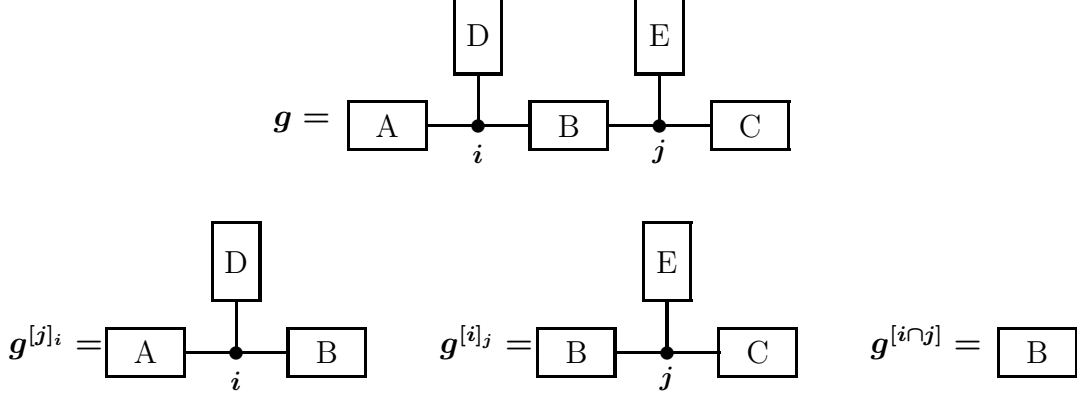 D E
g = A B C
i j
D E
g^{[j]_i} = A B g^{[i]_j} = B C g^{[i∩j]} = B
i j